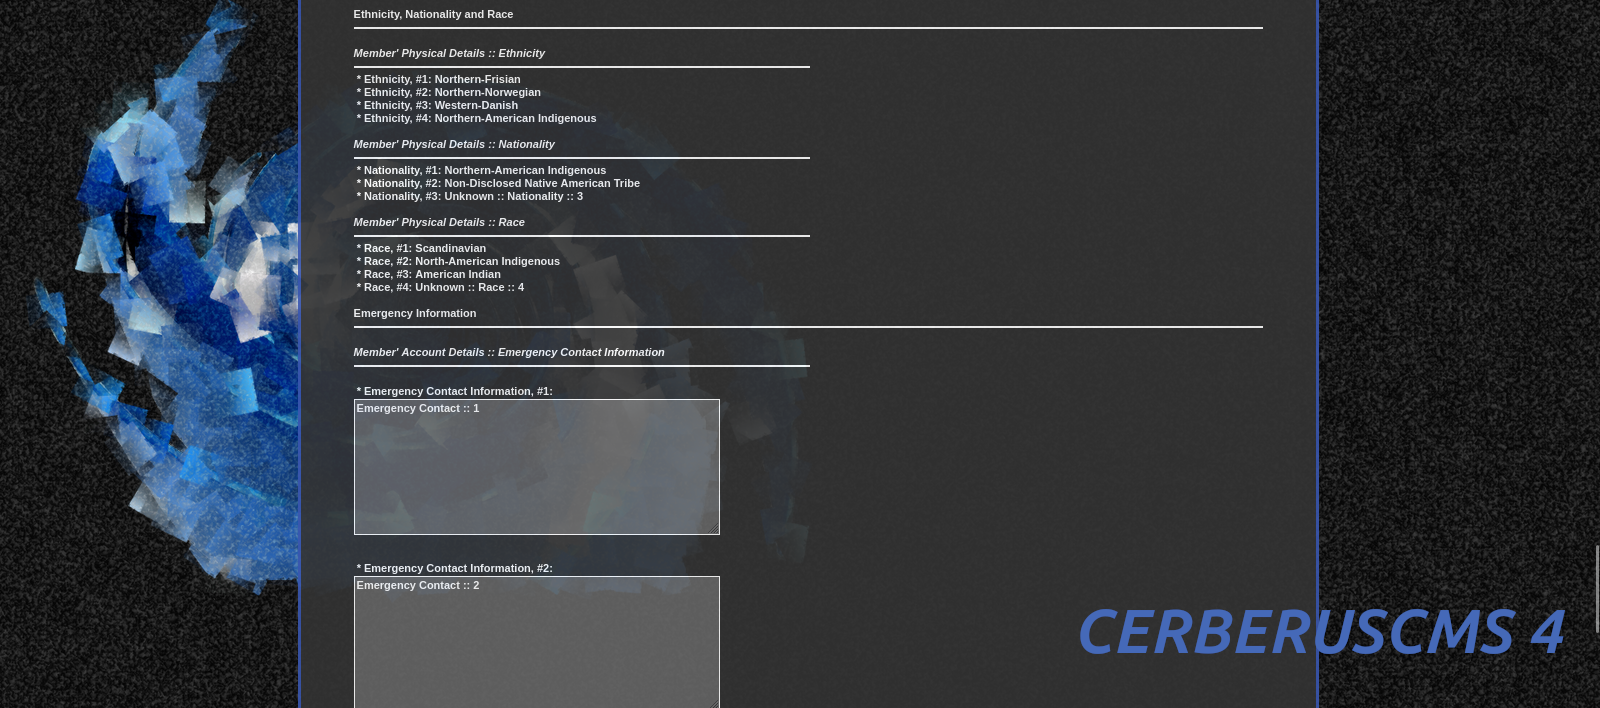 Ethnicity, Nationality and Race
Member' Physical Details :: Ethnicity
* Ethnicity, #1: Northern-Frisian
* Ethnicity, #2: Northern-Norwegian
* Ethnicity, #3: Western-Danish
* Ethnicity, #4: Northern-American Indigenous
Member' Physical Details :: Nationality
* Nationality, #1: Northern-American Indigenous
* Nationality, #2: Non-Disclosed Native American Tribe
* Nationality, #3: Unknown :: Nationality :: 3
Member' Physical Details :: Race
* Race, #1: Scandinavian
* Race, #2: North-American Indigenous
* Race, #3: American Indian
* Race, #4: Unknown :: Race :: 4
Emergency Information
Member' Account Details :: Emergency Contact Information
* Emergency Contact Information, #1:
Emergency Contact :: 1
* Emergency Contact Information, #2:
Emergency Contact :: 2
CERBERUSCMS 4